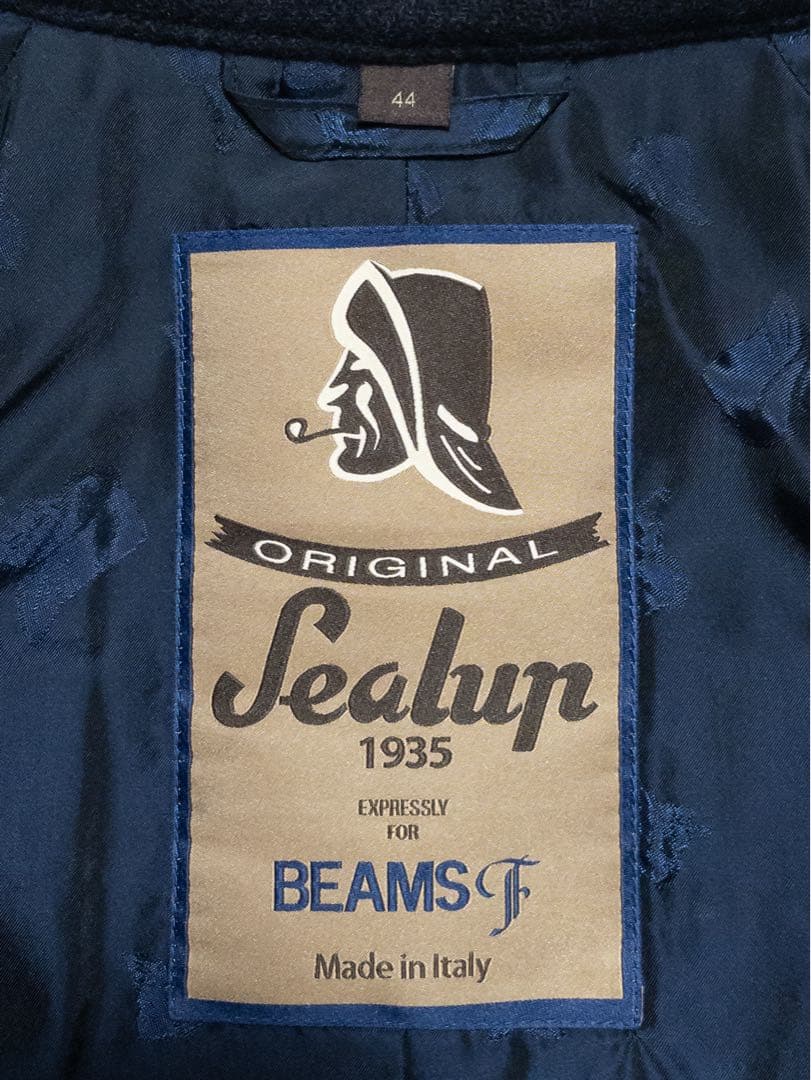 44
ORIGINAL
Sealup
1935
EXPRESSLY
FOR
BEAMS F
Made in Italy